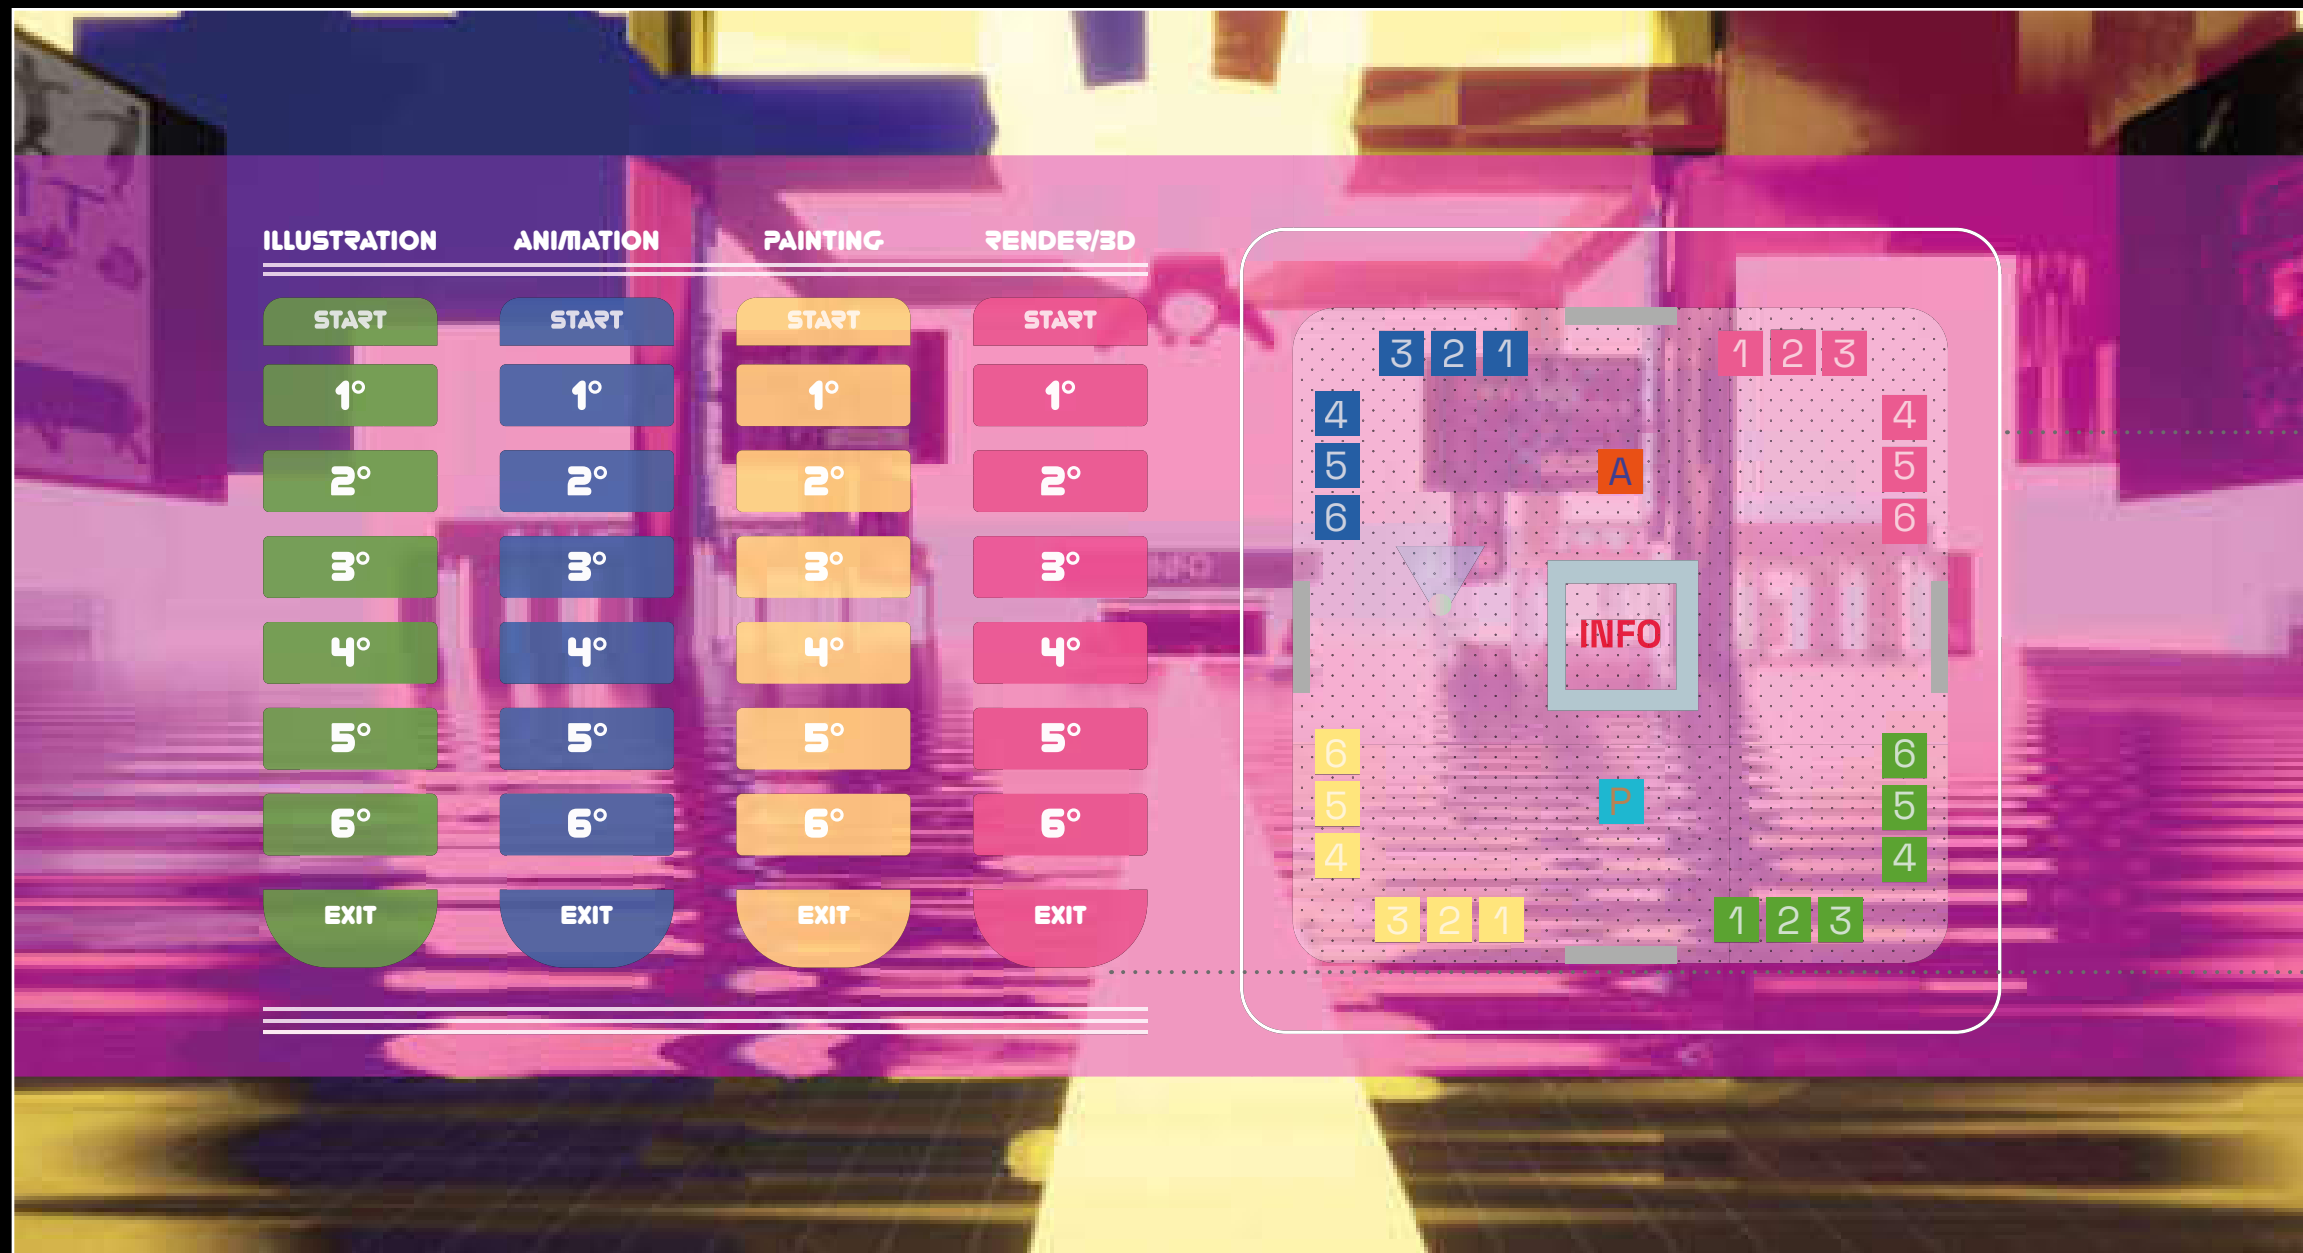 ILLUSTRATION ANIMATION PAINTING RENDER/3D
START START START START
1° 1° 1° 1°
2° 2° 2° 2°
3° 3° 3° 3°
4° 4° 4° 4°
5° 5° 5° 5°
6° 6° 6° 6°
EXIT EXIT EXIT EXIT
3 2 1 1 2 3
4 4
5 5
6 6
A
INFO
P
6 6
5 5
4 4
3 2 1 1 2 3
INFO